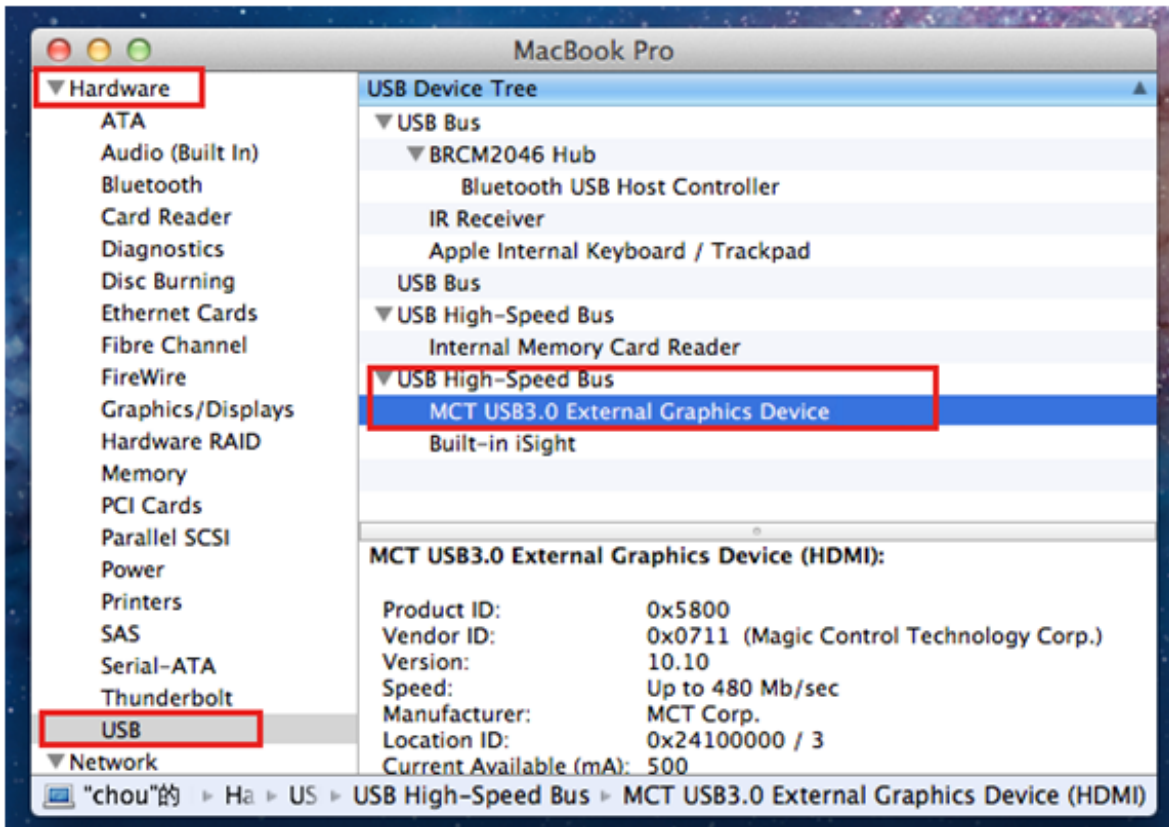 MacBook Pro
Hardware
ATA
Audio (Built In)
Bluetooth
Card Reader
Diagnostics
Disc Burning
Ethernet Cards
Fibre Channel
FireWire
Graphics/Displays
Hardware RAID
Memory
PCI Cards
Parallel SCSI
Power
Printers
SAS
Serial-ATA
Thunderbolt
USB
Network
USB Device Tree
USB Bus
BRCM2046 Hub
Bluetooth USB Host Controller
IR Receiver
Apple Internal Keyboard / Trackpad
USB Bus
USB High-Speed Bus
Internal Memory Card Reader
USB High-Speed Bus
MCT USB3.0 External Graphics Device
Built-in iSight
MCT USB3.0 External Graphics Device (HDMI):
Product ID: 0x5800
Vendor ID: 0x0711 (Magic Control Technology Corp.)
Version: 10.10
Speed: Up to 480 Mb/sec
Manufacturer: MCT Corp.
Location ID: 0x24100000 / 3
Current Available (mA): 500
"chou"的 Ha US USB High-Speed Bus MCT USB3.0 External Graphics Device (HDMI)